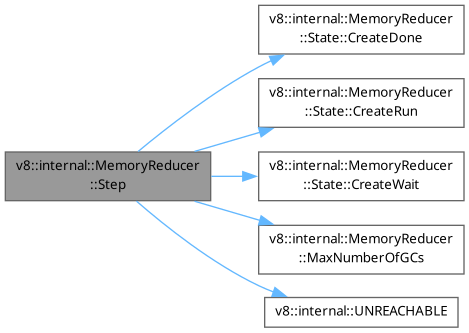 v8::internal::MemoryReducer
::State::CreateDone
v8::internal::MemoryReducer
::State::CreateRun
v8::internal::MemoryReducer
::Step
v8::internal::MemoryReducer
::State::CreateWait
v8::internal::MemoryReducer
::MaxNumberOfGCs
v8::internal::UNREACHABLE